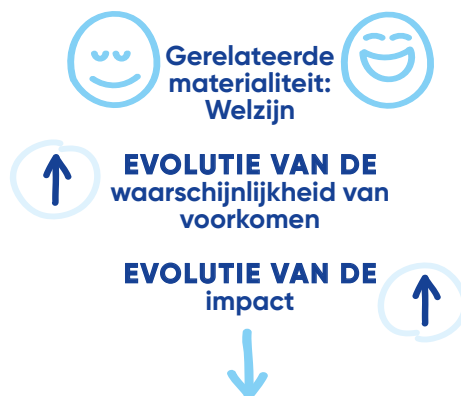 Gerelateerde
materialiteit:
Welzijn
EVOLUTIE VAN DE
waarschijnlijkheid van
voorkomen
EVOLUTIE VAN DE
impact